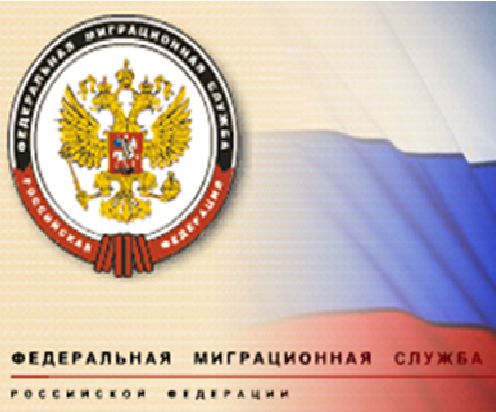 ФЕДЕРАЛЬНАЯ МИГРАЦИОННАЯ СЛУЖБА
РОССИЙСКАЯ ФЕДЕРАЦИЯ
ФЕДЕРАЛЬНАЯ МИГРАЦИОННАЯ СЛУЖБА
РОССИЙСКОЙ ФЕДЕРАЦИИ